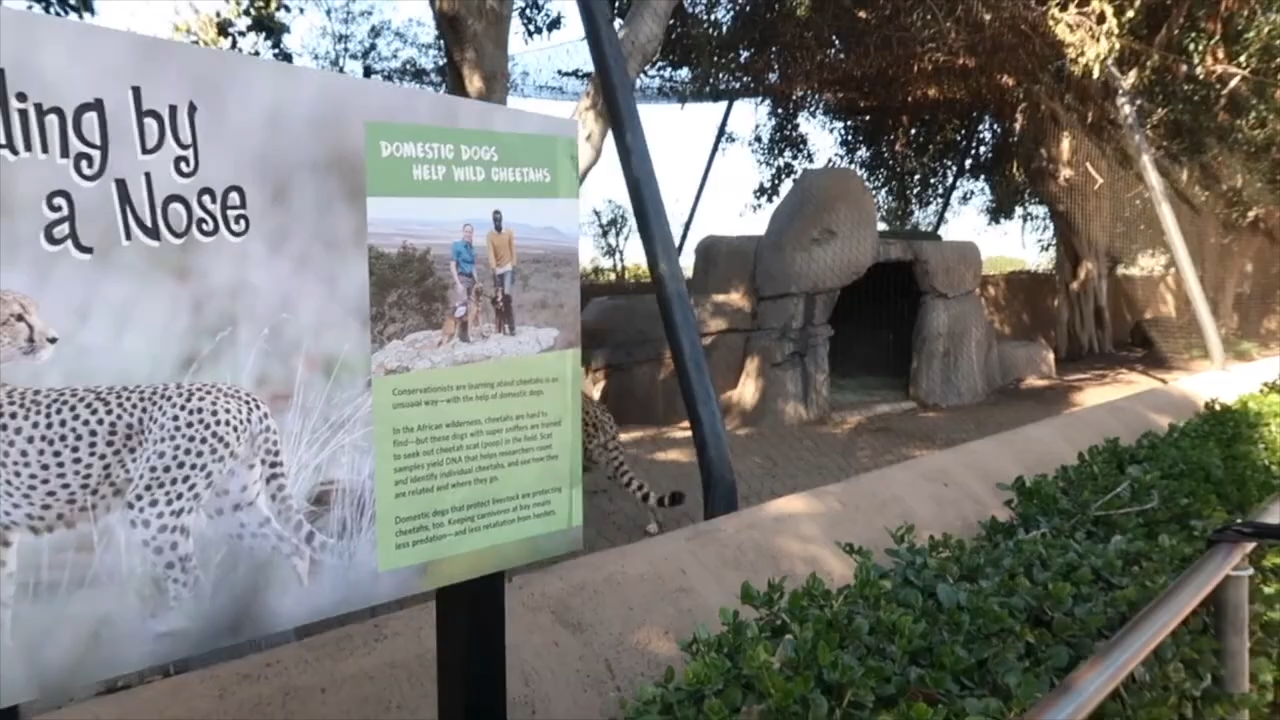 ling by
a Nose
DOMESTIC DOGS
HELP WILD CHEETAHS
Conservationists are learning about cheetahs in an
unusual way—with the help of domestic dogs.
In the African wilderness, cheetahs are hard to
find—but these dogs with super sniffers are trained
to seek out cheetah scat (poop) in the field. Scat
samples yield DNA that helps researchers count
and identify individual cheetahs, and see how they
are related and where they go.
Domestic dogs that protect livestock are protecting
cheetahs, too. Keeping carnivores at bay means
less predation—and less retaliation from herders.